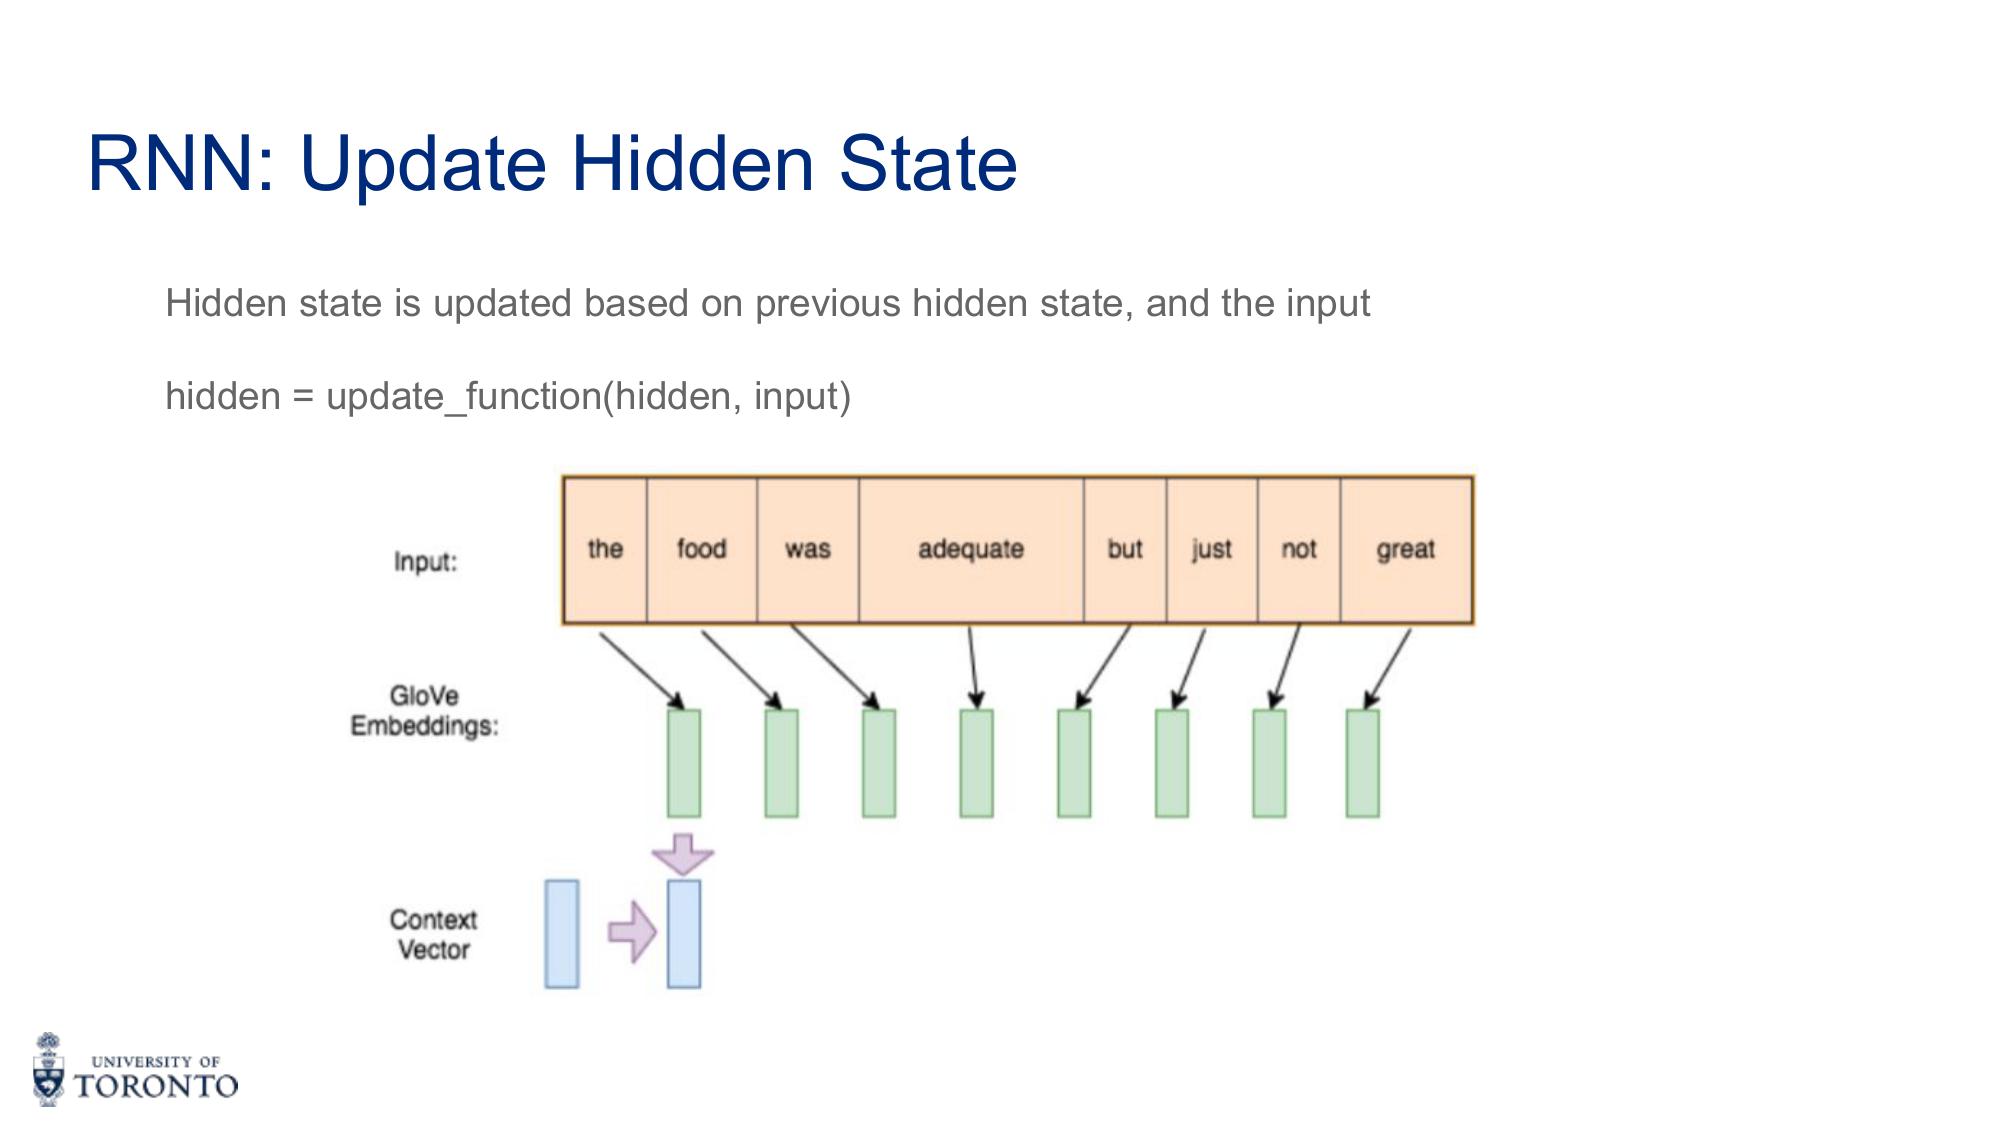 RNN: Update Hidden State
Hidden state is updated based on previous hidden state, and the input
hidden = update_function(hidden, input)
Input:
the food was adequate but just not great
GloVe
Embeddings:
Context
Vector
UNIVERSITY OF
TORONTO